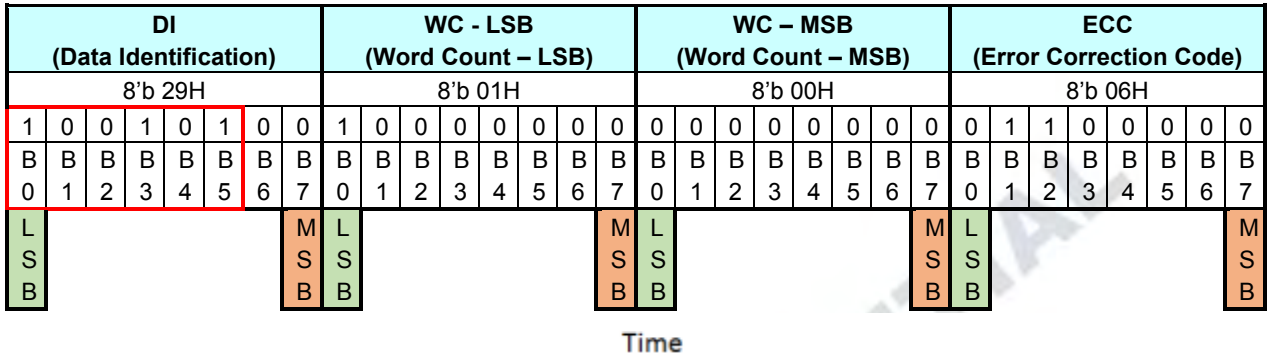 DI WC - LSB WC – MSB ECC
(Data Identification) (Word Count – LSB) (Word Count – MSB) (Error Correction Code)
8’b 29H 8’b 01H 8’b 00H 8’b 06H
1 0 0 1 0 1 0 0 1 0 0 0 0 0 0 0 0 0 0 0 0 0 0 0 0 1 1 0 0 0 0 0
B B B B B B B B B B B B B B B B B B B B B B B B B B B B B B B B
0 1 2 3 4 5 6 7 0 1 2 3 4 5 6 7 0 1 2 3 4 5 6 7 0 1 2 3 4 5 6 7
L M L M L M L M
S S S S S S S S
B B B B B B B B
Time